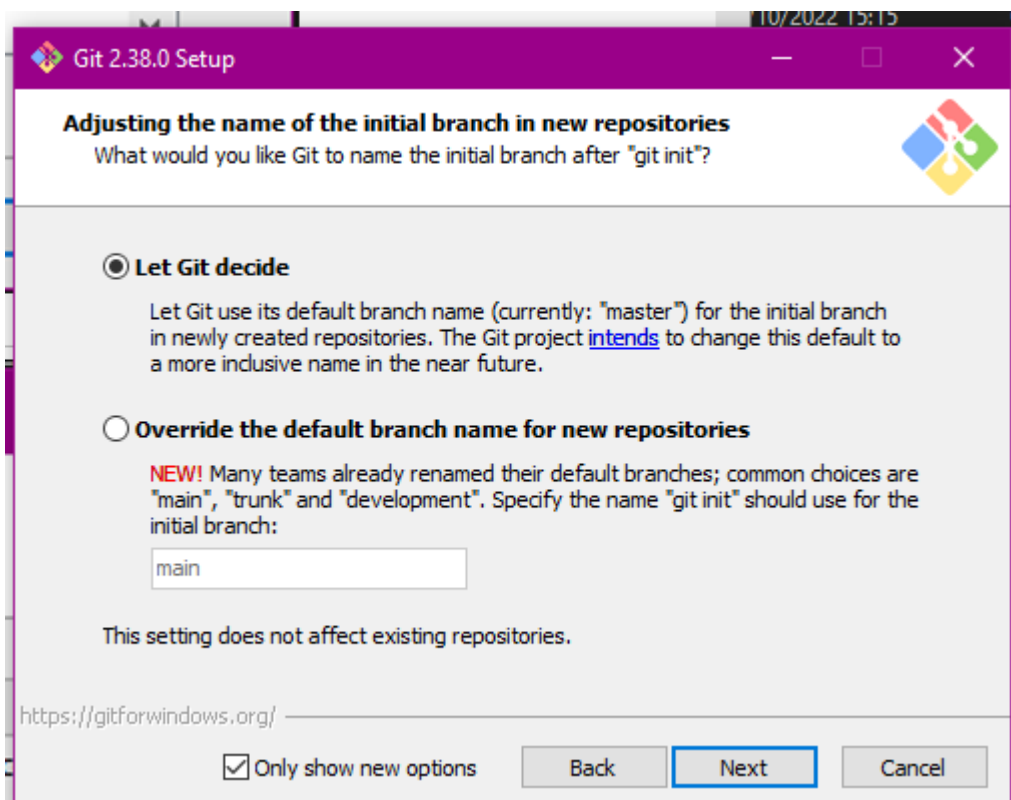 10/2022 15:15
Git 2.38.0 Setup
Adjusting the name of the initial branch in new repositories
What would you like Git to name the initial branch after "git init"?
Let Git decide
Let Git use its default branch name (currently: "master") for the initial branch
in newly created repositories. The Git project intends to change this default to
a more inclusive name in the near future.
Override the default branch name for new repositories
NEW! Many teams already renamed their default branches; common choices are
"main", "trunk" and "development". Specify the name "git init" should use for the
initial branch:
main
This setting does not affect existing repositories.
https://gitforwindows.org/
Only show new options
Back
Next
Cancel